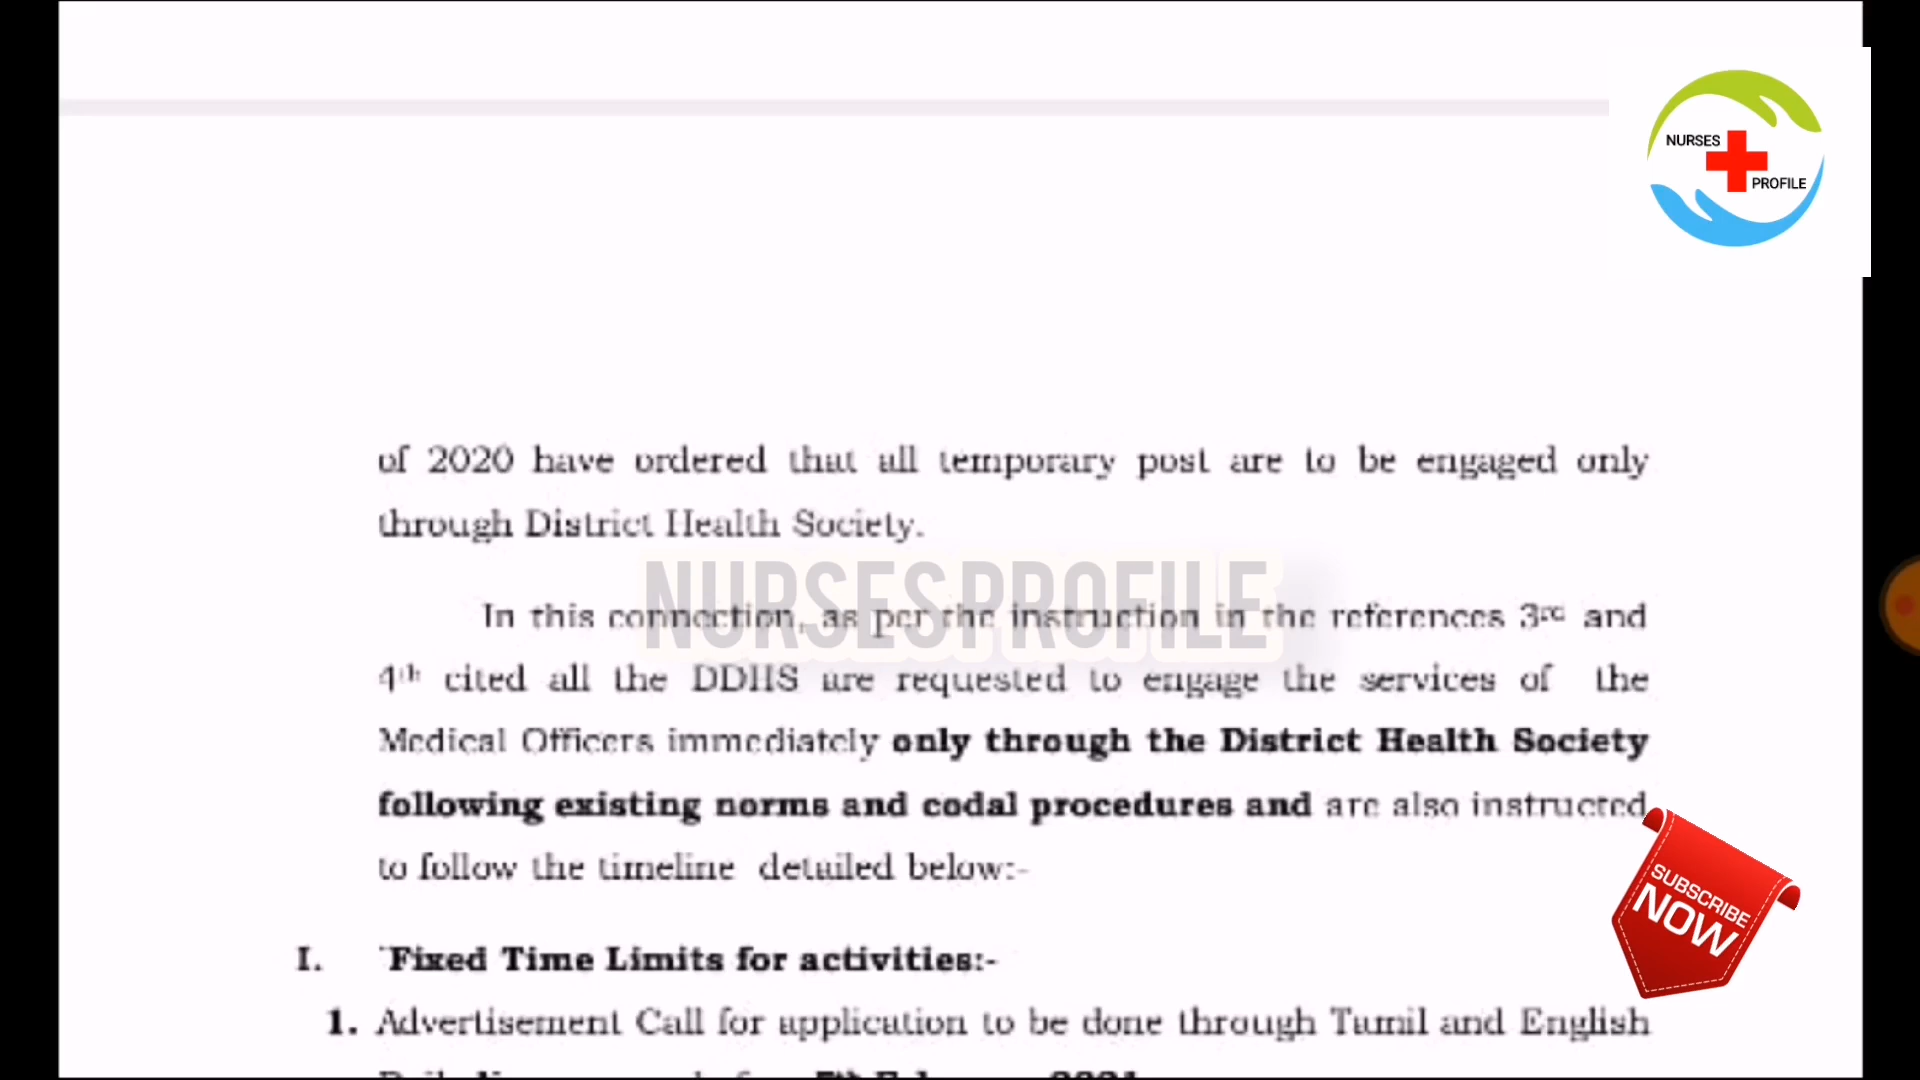 NURSES
PROFILE
of 2020 have ordered that all temporary post are to be engaged only
through District Health Society.
NURSES PROFILE
In this connection, as per the instruction in the references 3rd and
4th cited all the DDHS are requested to engage the services of the
Medical Officers immediately only through the District Health Society
following existing norms and codal procedures and are also instructed
to follow the timeline detailed below:-
SUBSCRIBE
NOW
I. Fixed Time Limits for activities:-
1. Advertisement Call for application to be done through Tamil and English